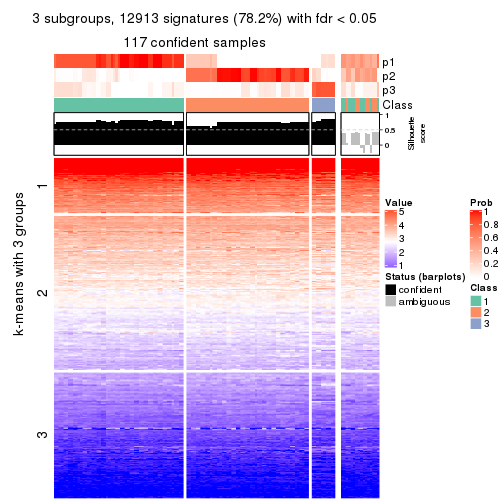 3 subgroups, 12913 signatures (78.2%) with fdr < 0.05
117 confident samples
p1
p2
p3
Class
1
0.5
0
Silhouette
score
k-means with 3 groups
1
2
3
Value
5
4
3
2
1
Status (barplots)
confident
ambiguous
Prob
1
0.8
0.6
0.4
0.2
0
Class
1
2
3